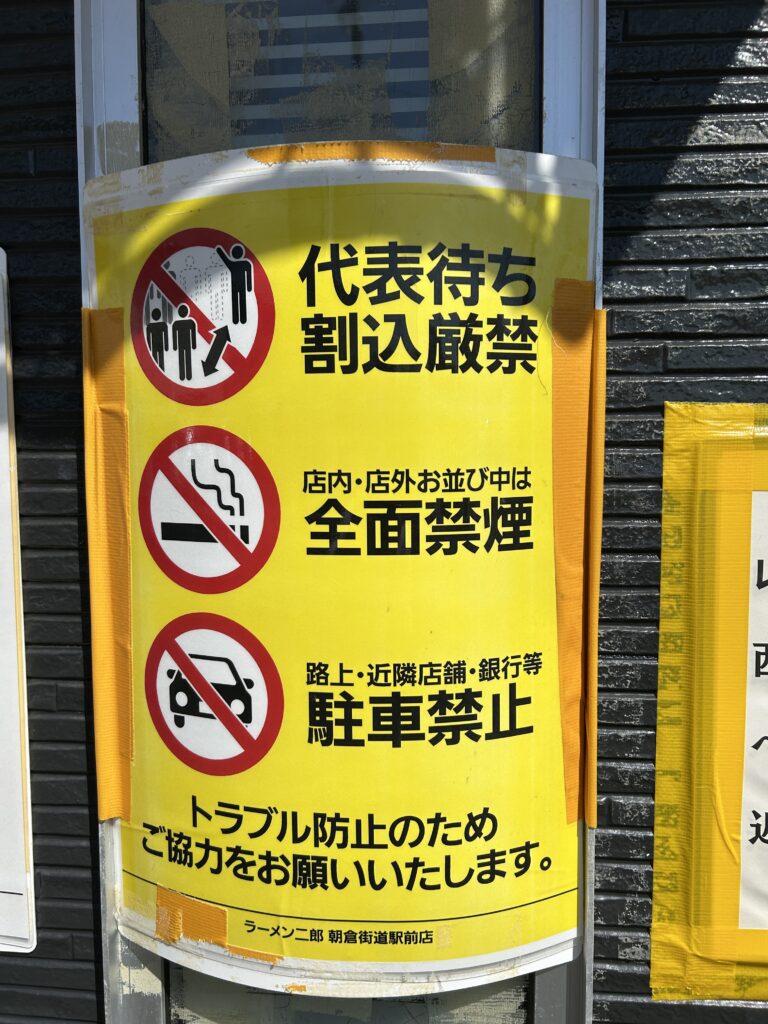 代表待ち
割込厳禁
店内・店外お並び中は
全面禁煙
路上・近隣店舗・銀行等
駐車禁止
トラブル防止のため
ご協力をお願いいたします。
ラーメン二郎 朝倉街道駅前店
西